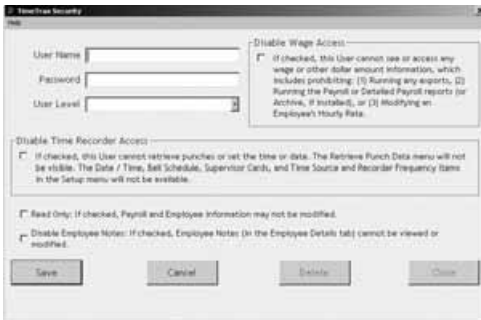 TimeTrax Security
Help
User Name
Password
User Level
Disable Wage Access
If checked, this User cannot see or access any
wage or other dollar amount information, which
includes prohibiting: (1) Running any exports, (2)
Running the Payroll or Detailed Payroll reports (or
Archive, if installed), or (3) Modifying an
Employee's Hourly Rate.
Disable Time Recorder Access
If checked, this User cannot retrieve punches or set the time or date. The Retrieve Punch Data menu will not
be visible. The Date / Time, Bell Schedule, Supervisor Cards, and Time Source and Recorder Frequency items
in the Setup menu will not be available.
Read Only: If checked, Payroll and Employee information may not be modified.
Disable Employee Notes: If checked, Employee Notes (in the Employee Details tab) cannot be viewed or
modified.
Save
Cancel
Delete
Close